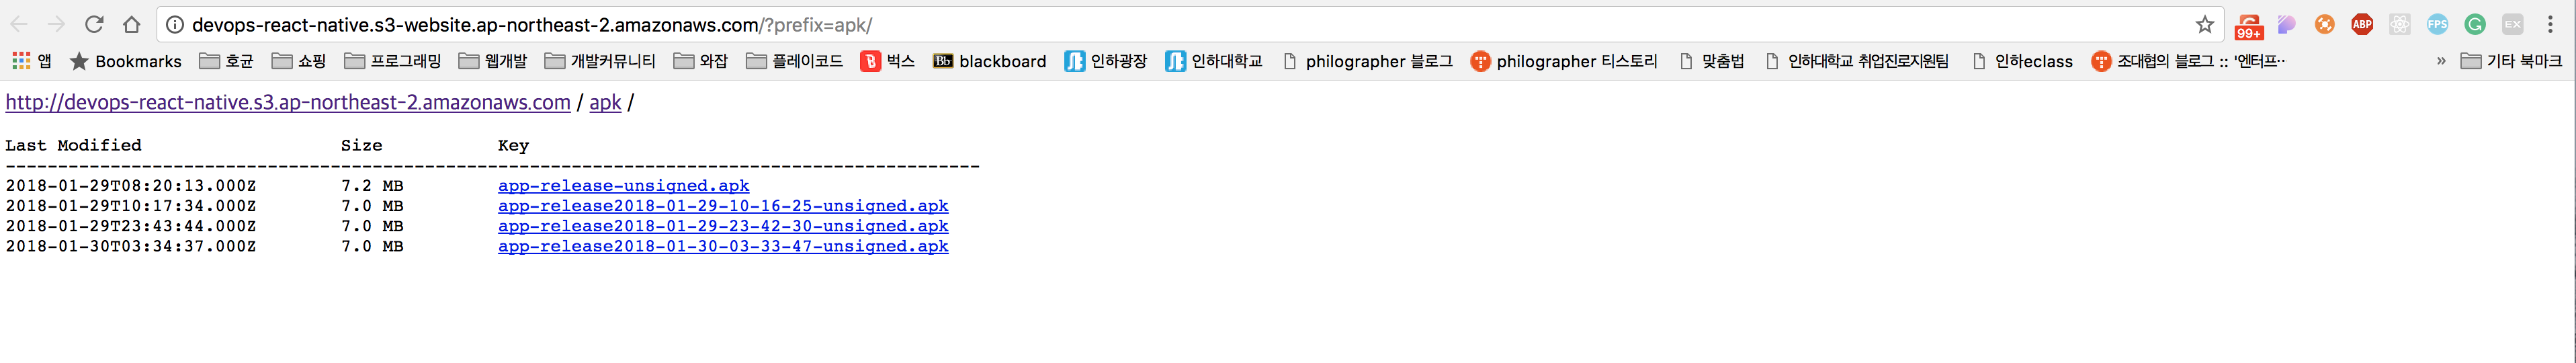 devops-react-native.s3-website.ap-northeast-2.amazonaws.com/?prefix=apk/ 99+ ABP FPS EX
앱 Bookmarks 호균 쇼핑 프로그래밍 웹개발 개발커뮤니티 와잡 플레이코드 벅스 Bb blackboard 인하광장 인하대학교 philographer 블로그 philographer 티스토리 맞춤법 인하대학교 취업진로지원팀 인하eclass 조대협의 블로그 :: '엔터프… » 기타 북마크
http://devops-react-native.s3.ap-northeast-2.amazonaws.com / apk /
Last Modified Size Key
---------------------------------------------------------------------------------------------
2018-01-29T08:20:13.000Z 7.2 MB app-release-unsigned.apk
2018-01-29T10:17:34.000Z 7.0 MB app-release2018-01-29-10-16-25-unsigned.apk
2018-01-29T23:43:44.000Z 7.0 MB app-release2018-01-29-23-42-30-unsigned.apk
2018-01-30T03:34:37.000Z 7.0 MB app-release2018-01-30-03-33-47-unsigned.apk